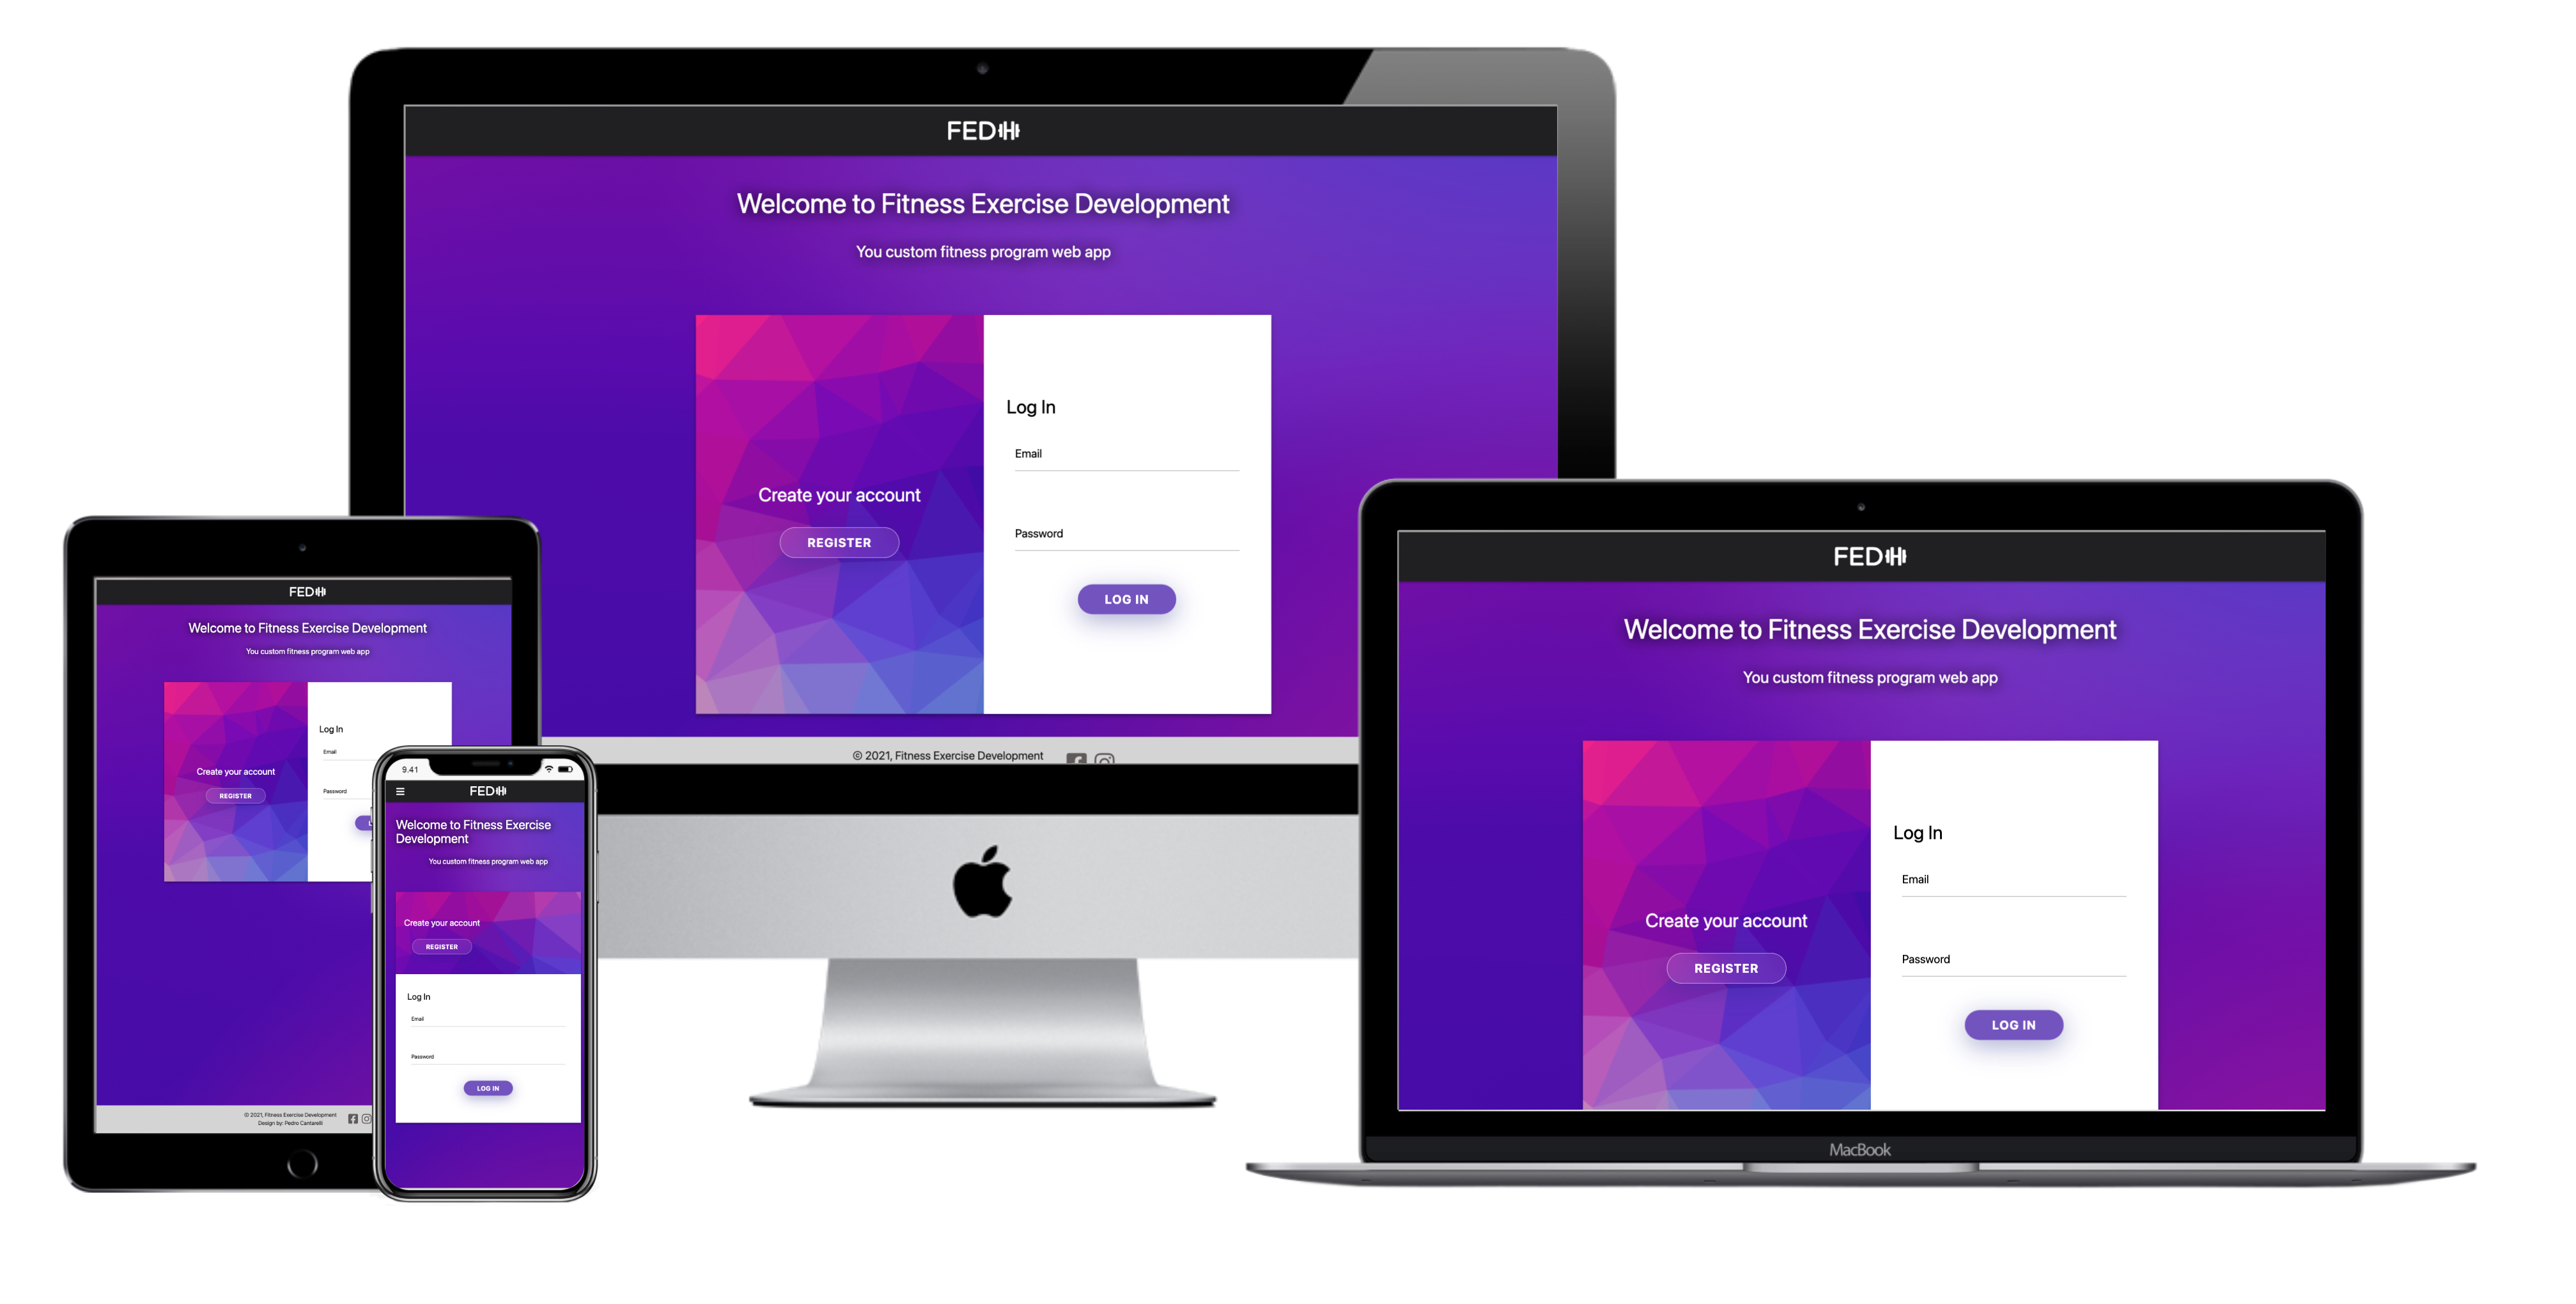 FED
Welcome to Fitness Exercise Development
You custom fitness program web app
Create your account
REGISTER
Log In
Email
Password
LOG IN
© 2021, Fitness Exercise Development
FED
Welcome to Fitness Exercise Development
You custom fitness program web app
Create your account
REGISTER
Log In
Email
Password
© 2021, Fitness Exercise Development
Design by: Pedro Cantarelli
9.41
FED
Welcome to Fitness Exercise
Development
You custom fitness program web app
Create your account
REGISTER
Log In
Email
Password
LOG IN
FED
Welcome to Fitness Exercise Development
You custom fitness program web app
Create your account
REGISTER
Log In
Email
Password
LOG IN
MacBook